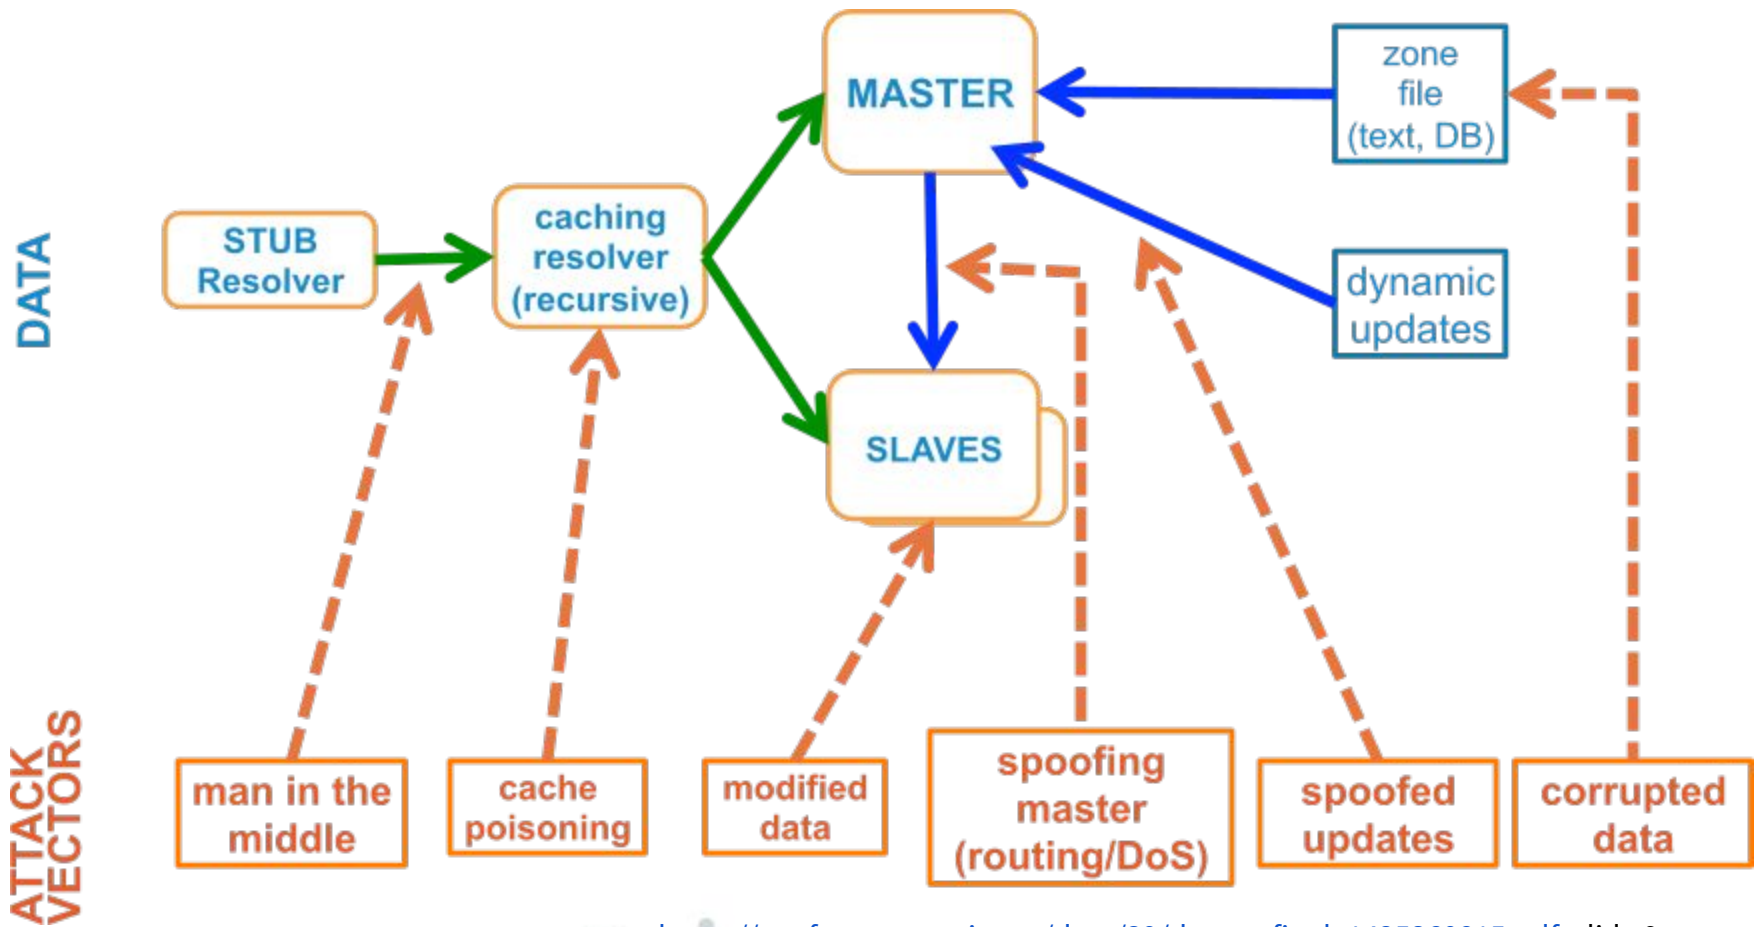 MASTER
zone
file
(text, DB)
STUB
Resolver
caching
resolver
(recursive)
dynamic
updates
SLAVES
DATA
man in the
middle
cache
poisoning
modified
data
spoofing
master
(routing/DoS)
spoofed
updates
corrupted
data
ATTACK
VECTORS